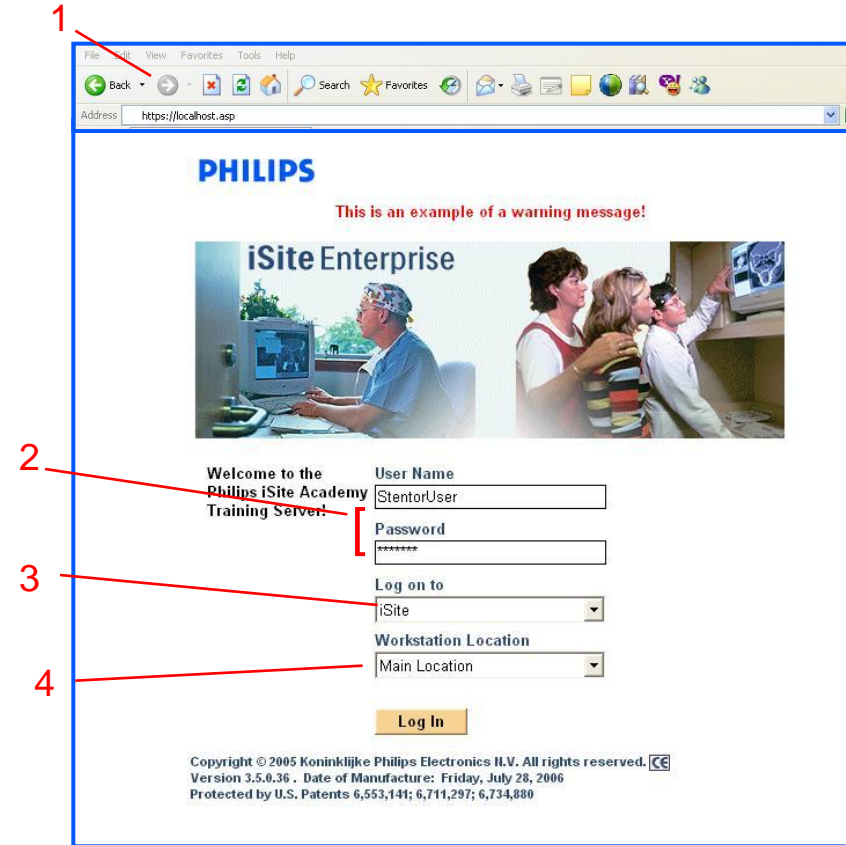 1
File Edit View Favorites Tools Help
Back Search Favorites
Address https://localhost.asp
PHILIPS
This is an example of a warning message!
iSite Enterprise
2
Welcome to the
Philips iSite Academy
Training Server!
User Name
StentorUser
Password
*******
3
Log on to
iSite
Workstation Location
4
Main Location
Log In
Copyright © 2005 Koninklijke Philips Electronics N.V. All rights reserved. CE
Version 3.5.0.36 . Date of Manufacture: Friday, July 28, 2006
Protected by U.S. Patents 6,553,141; 6,711,297; 6,734,880